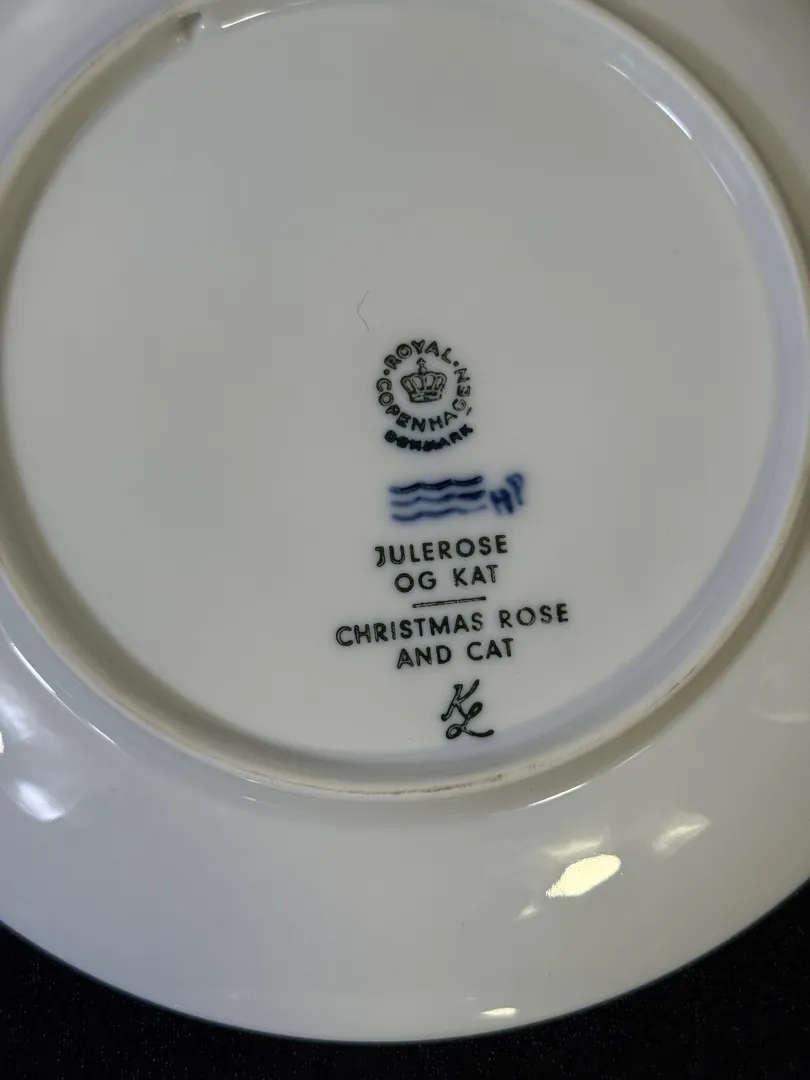 ROYAL COPENHAGEN
DENMARK
HP
JULEROSE
OG KAT
CHRISTMAS ROSE
AND CAT
KL